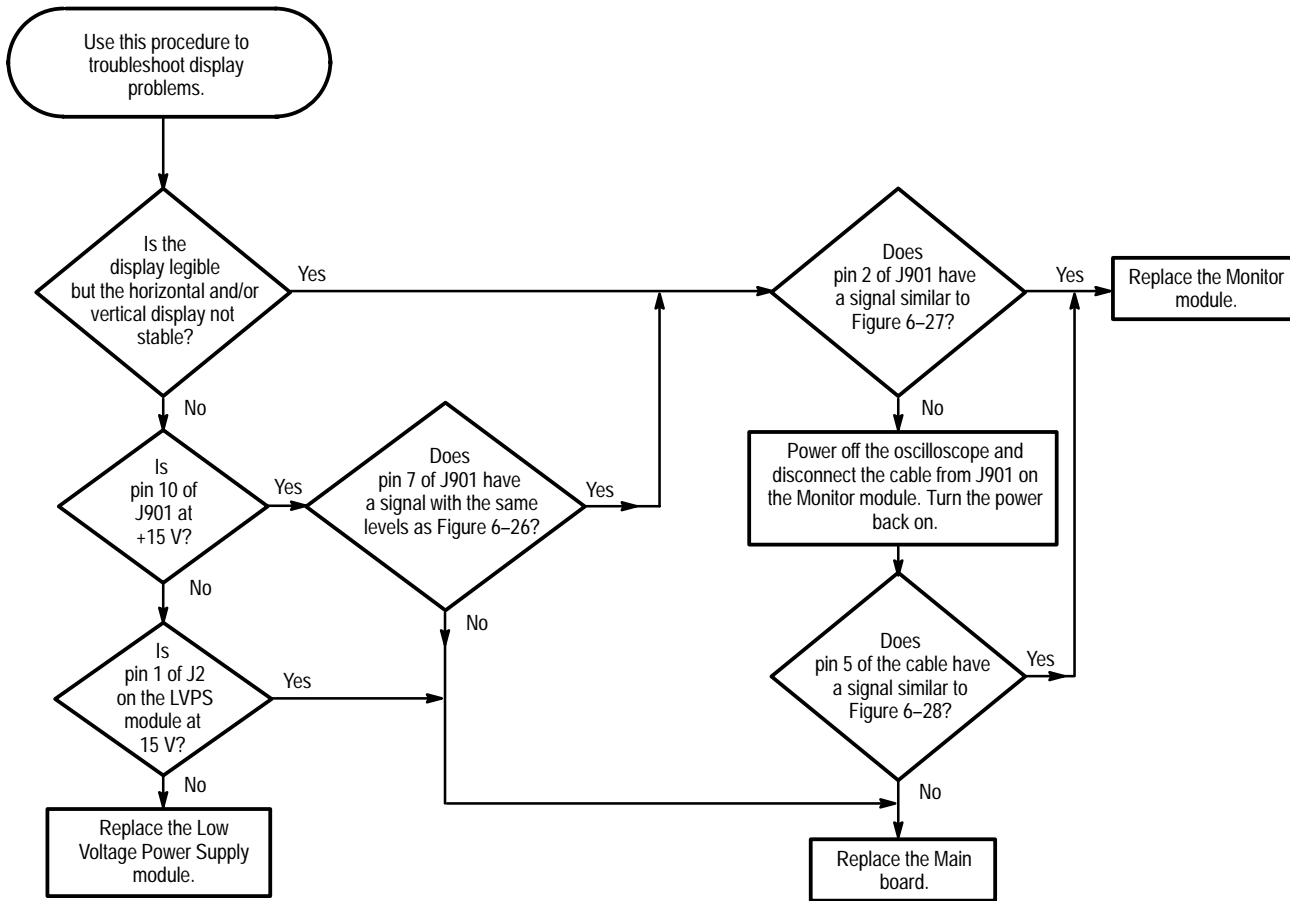 Use this procedure to
troubleshoot display
problems.
Is the
display legible
but the horizontal and/or
vertical display not
stable?
Yes
No
Does
pin 2 of J901 have
a signal similar to
Figure 6–27?
Yes
No
Replace the Monitor
module.
Is
pin 10 of
J901 at
+15 V?
Yes
No
Does
pin 7 of J901 have
a signal with the same
levels as Figure 6–26?
Yes
No
Power off the oscilloscope and
disconnect the cable from J901 on
the Monitor module. Turn the power
back on.
Is
pin 1 of J2
on the LVPS
module at
15 V?
Yes
No
Does
pin 5 of the cable have
a signal similar to
Figure 6–28?
Yes
No
Replace the Low
Voltage Power Supply
module.
Replace the Main
board.